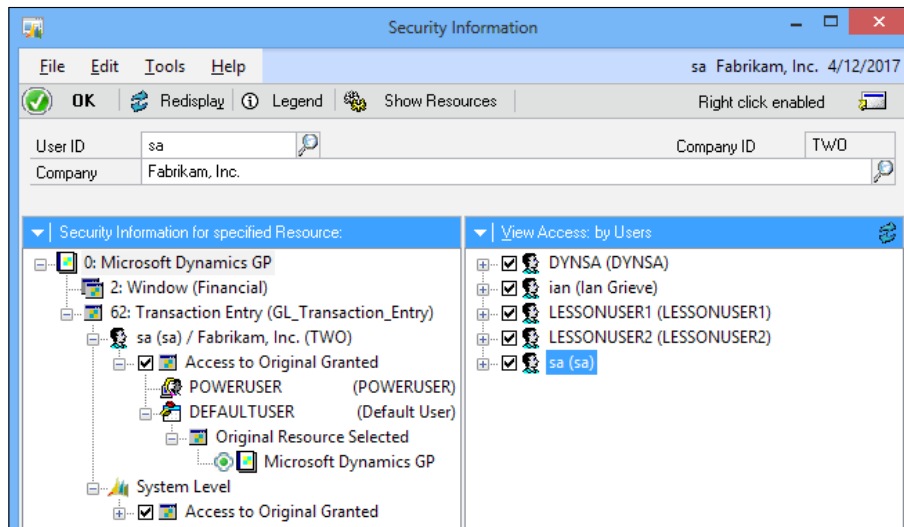 Security Information
File Edit Tools Help sa Fabrikam, Inc. 4/12/2017
OK Redisplay Legend Show Resources Right click enabled
User ID sa Company ID TWO
Company Fabrikam, Inc.
Security Information for specified Resource:
0: Microsoft Dynamics GP
2: Window (Financial)
62: Transaction Entry (GL_Transaction_Entry)
sa (sa) / Fabrikam, Inc. (TWO)
Access to Original Granted
POWERUSER (POWERUSER)
DEFAULTUSER (Default User)
Original Resource Selected
Microsoft Dynamics GP
System Level
Access to Original Granted
View Access: by Users
DYNSA (DYNSA)
ian (Ian Grieve)
LESSONUSER1 (LESSONUSER1)
LESSONUSER2 (LESSONUSER2)
sa (sa)